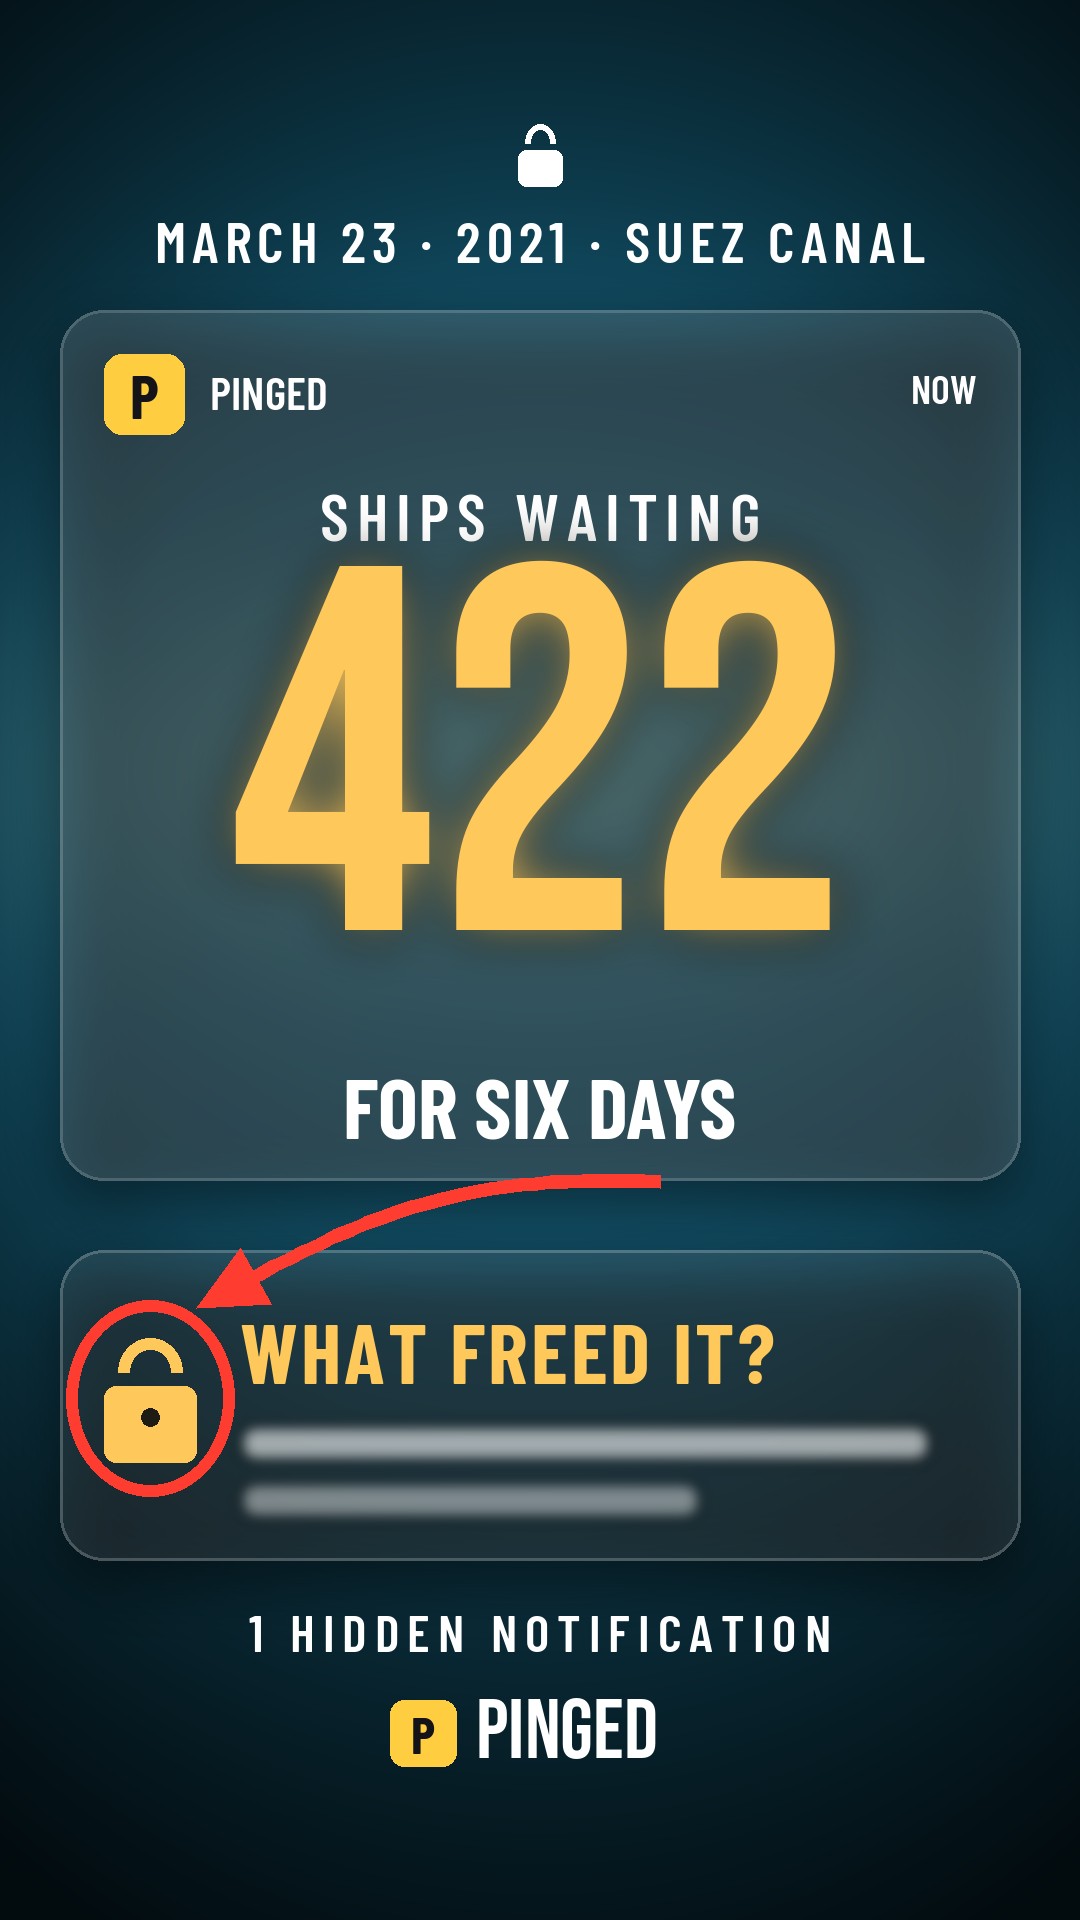 MARCH 23 · 2021 · SUEZ CANAL
P PINGED
NOW
SHIPS WAITING
422
FOR SIX DAYS
WHAT FREED IT?
1 HIDDEN NOTIFICATION
P PINGED